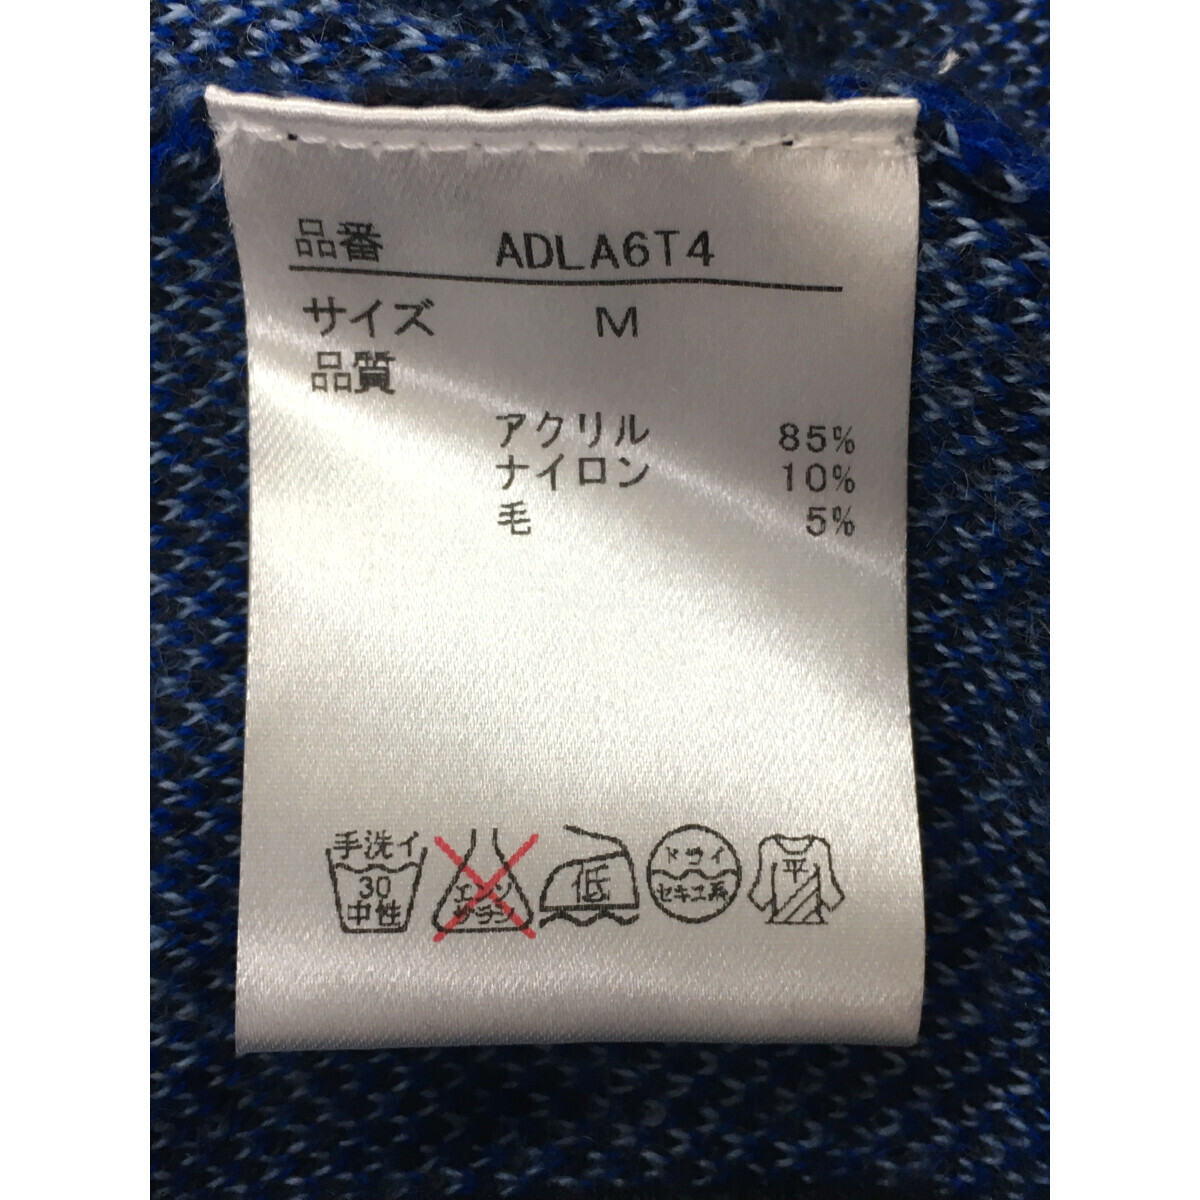 品番 ADLA6T4
サイズ M
品質
アクリル 85%
ナイロン 10%
毛 5%
手洗イ
30
中性
エンソ
サラシ
低
ドライ
セキユ系
平